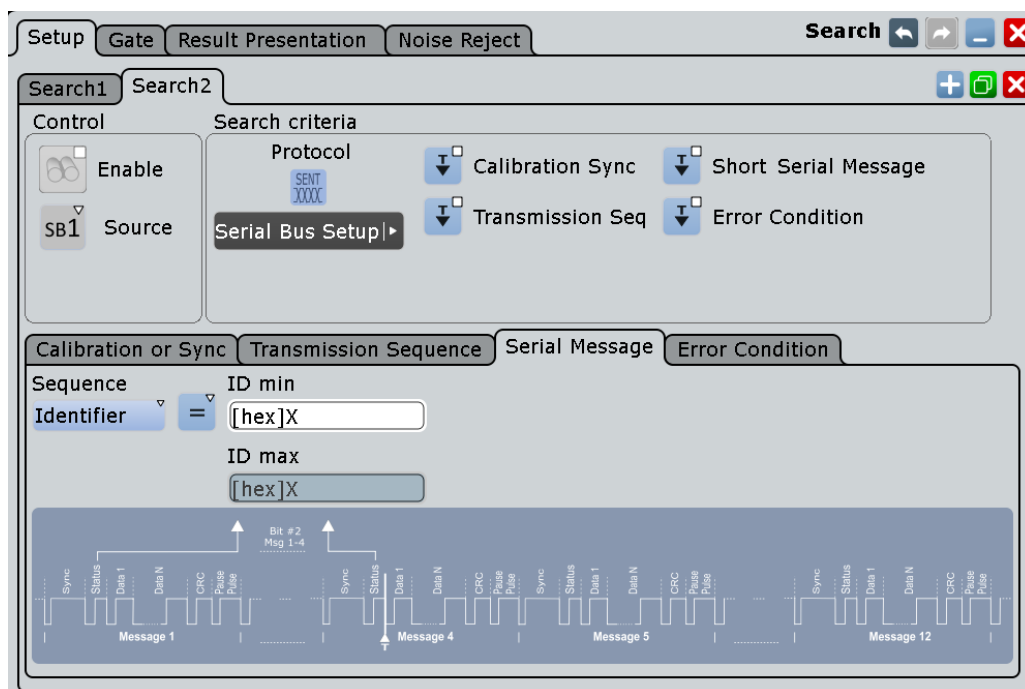 Setup Gate Result Presentation Noise Reject Search
Search1 Search2
Control Search criteria
Enable
SB1 Source
Protocol
SENT
XXXX
Serial Bus Setup
Calibration Sync Short Serial Message
Transmission Seq Error Condition
Calibration or Sync Transmission Sequence Serial Message Error Condition
Sequence ID min
Identifier = [hex]X
ID max
[hex]X
Bit #2
Msg 1-4
Sync Status Data 1 Data N CRC Pause Pulse Sync Status Data 1 Data N CRC Pause Pulse Sync Status Data 1 Data N CRC Pause Pulse Sync Status Data 1 Data N CRC Pause Pulse
Message 1 Message 4 Message 5 Message 12
T